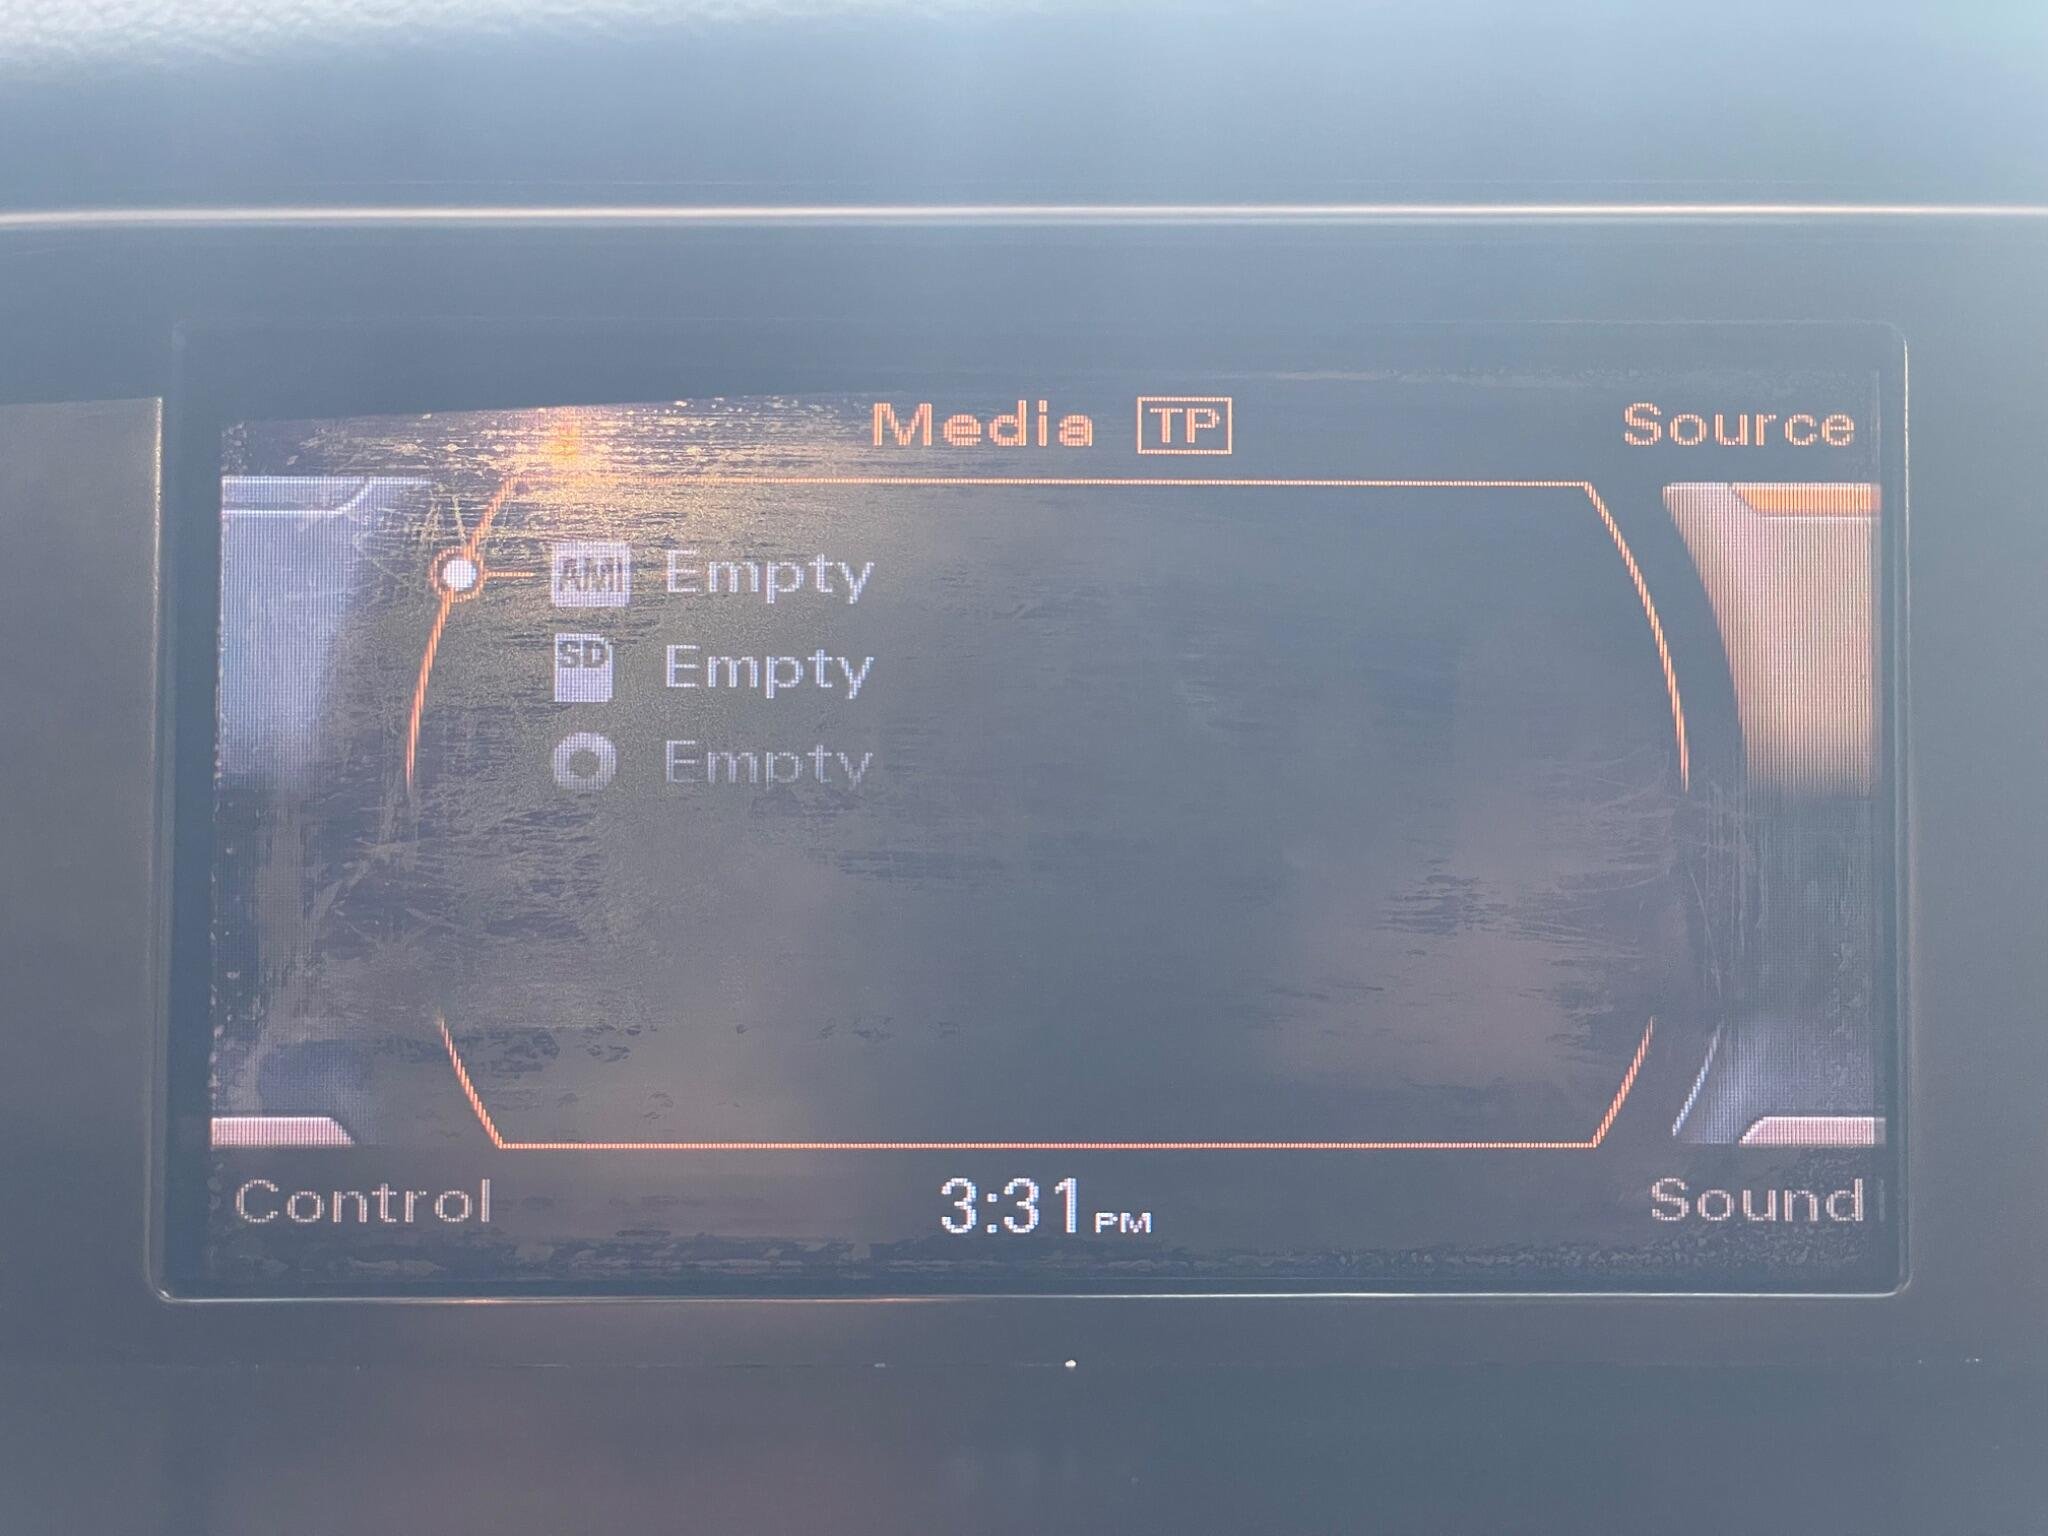 Media TP Source
AMI Empty
SD Empty
Empty
Control 3:31 PM Sound